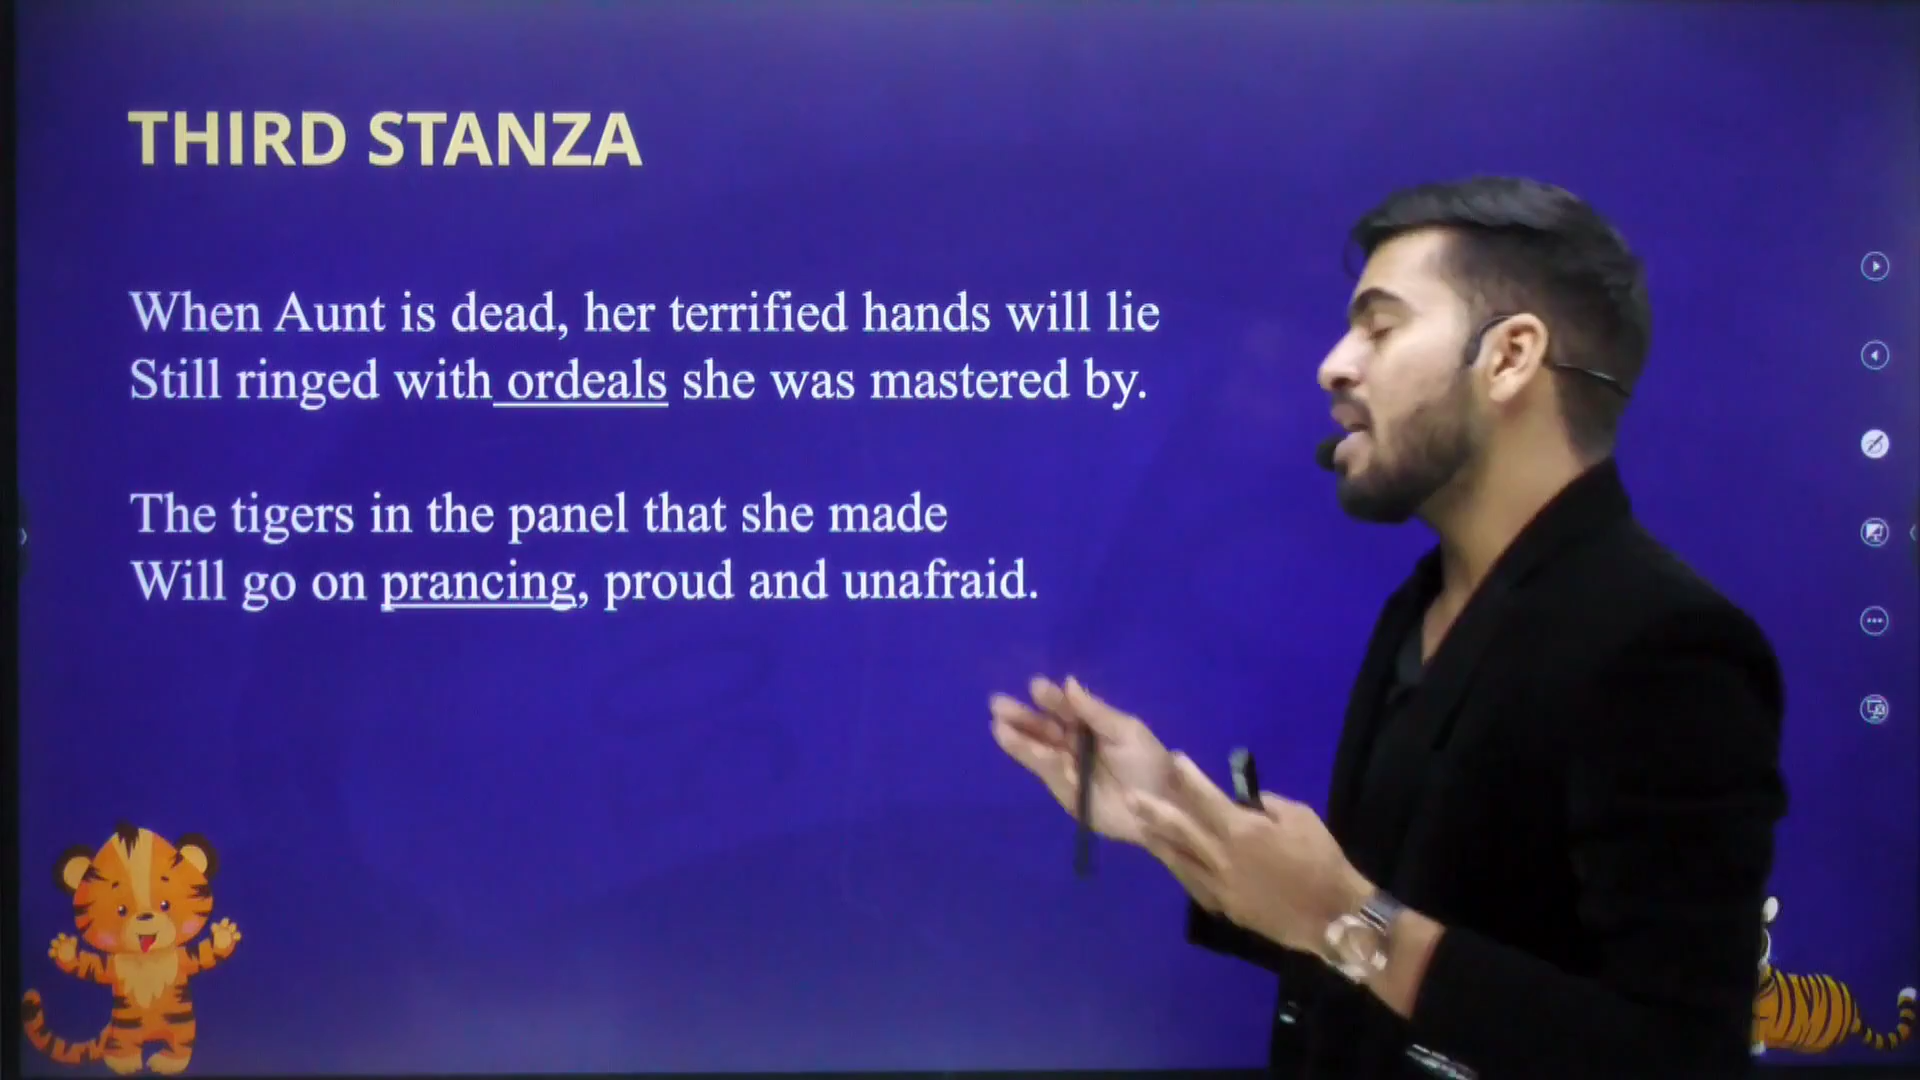 THIRD STANZA
When Aunt is dead, her terrified hands will lie
Still ringed with ordeals she was mastered by.
The tigers in the panel that she made
Will go on prancing, proud and unafraid.